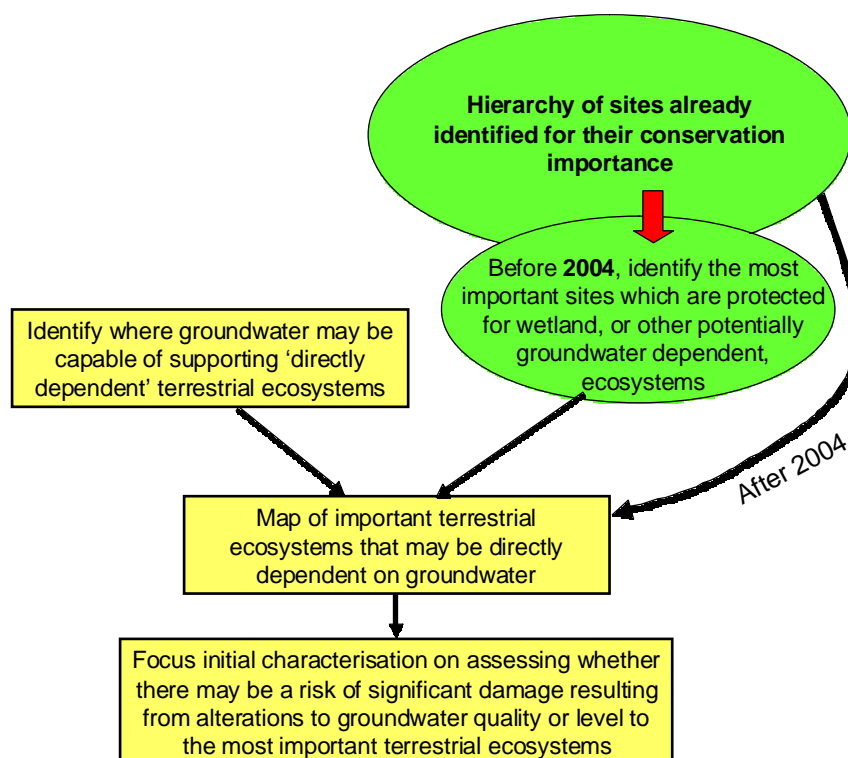 Hierarchy of sites already
identified for their conservation
importance
Before 2004, identify the most
important sites which are protected
for wetland, or other potentially
groundwater dependent,
ecosystems
Identify where groundwater may be
capable of supporting ‘directly
dependent’ terrestrial ecosystems
After 2004
Map of important terrestrial
ecosystems that may be directly
dependent on groundwater
Focus initial characterisation on assessing whether
there may be a risk of significant damage resulting
from alterations to groundwater quality or level to
the most important terrestrial ecosystems